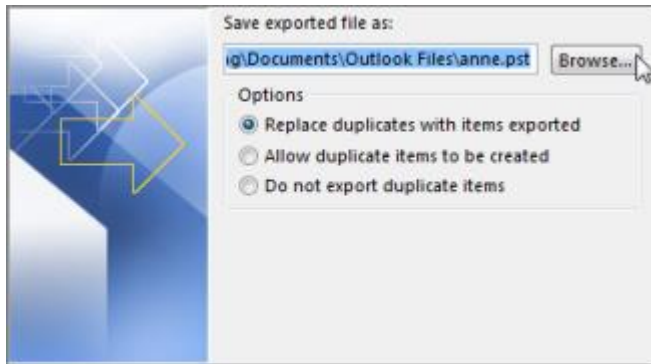 Save exported file as:
ig\Documents\Outlook Files\anne.pst
Browse...
Options
Replace duplicates with items exported
Allow duplicate items to be created
Do not export duplicate items